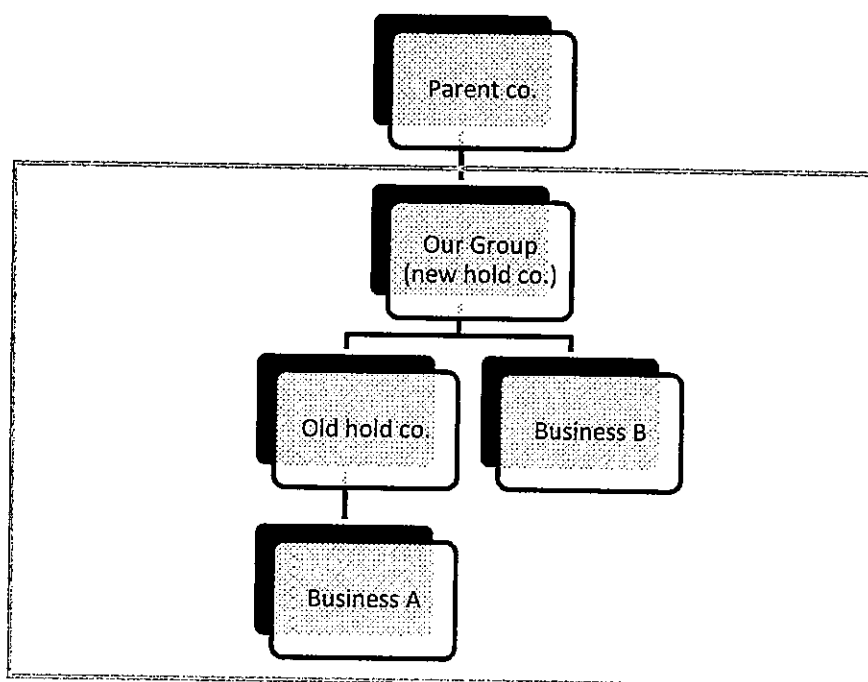 Parent co.
Our Group
(new hold co.)
Old hold co.
Business B
Business A